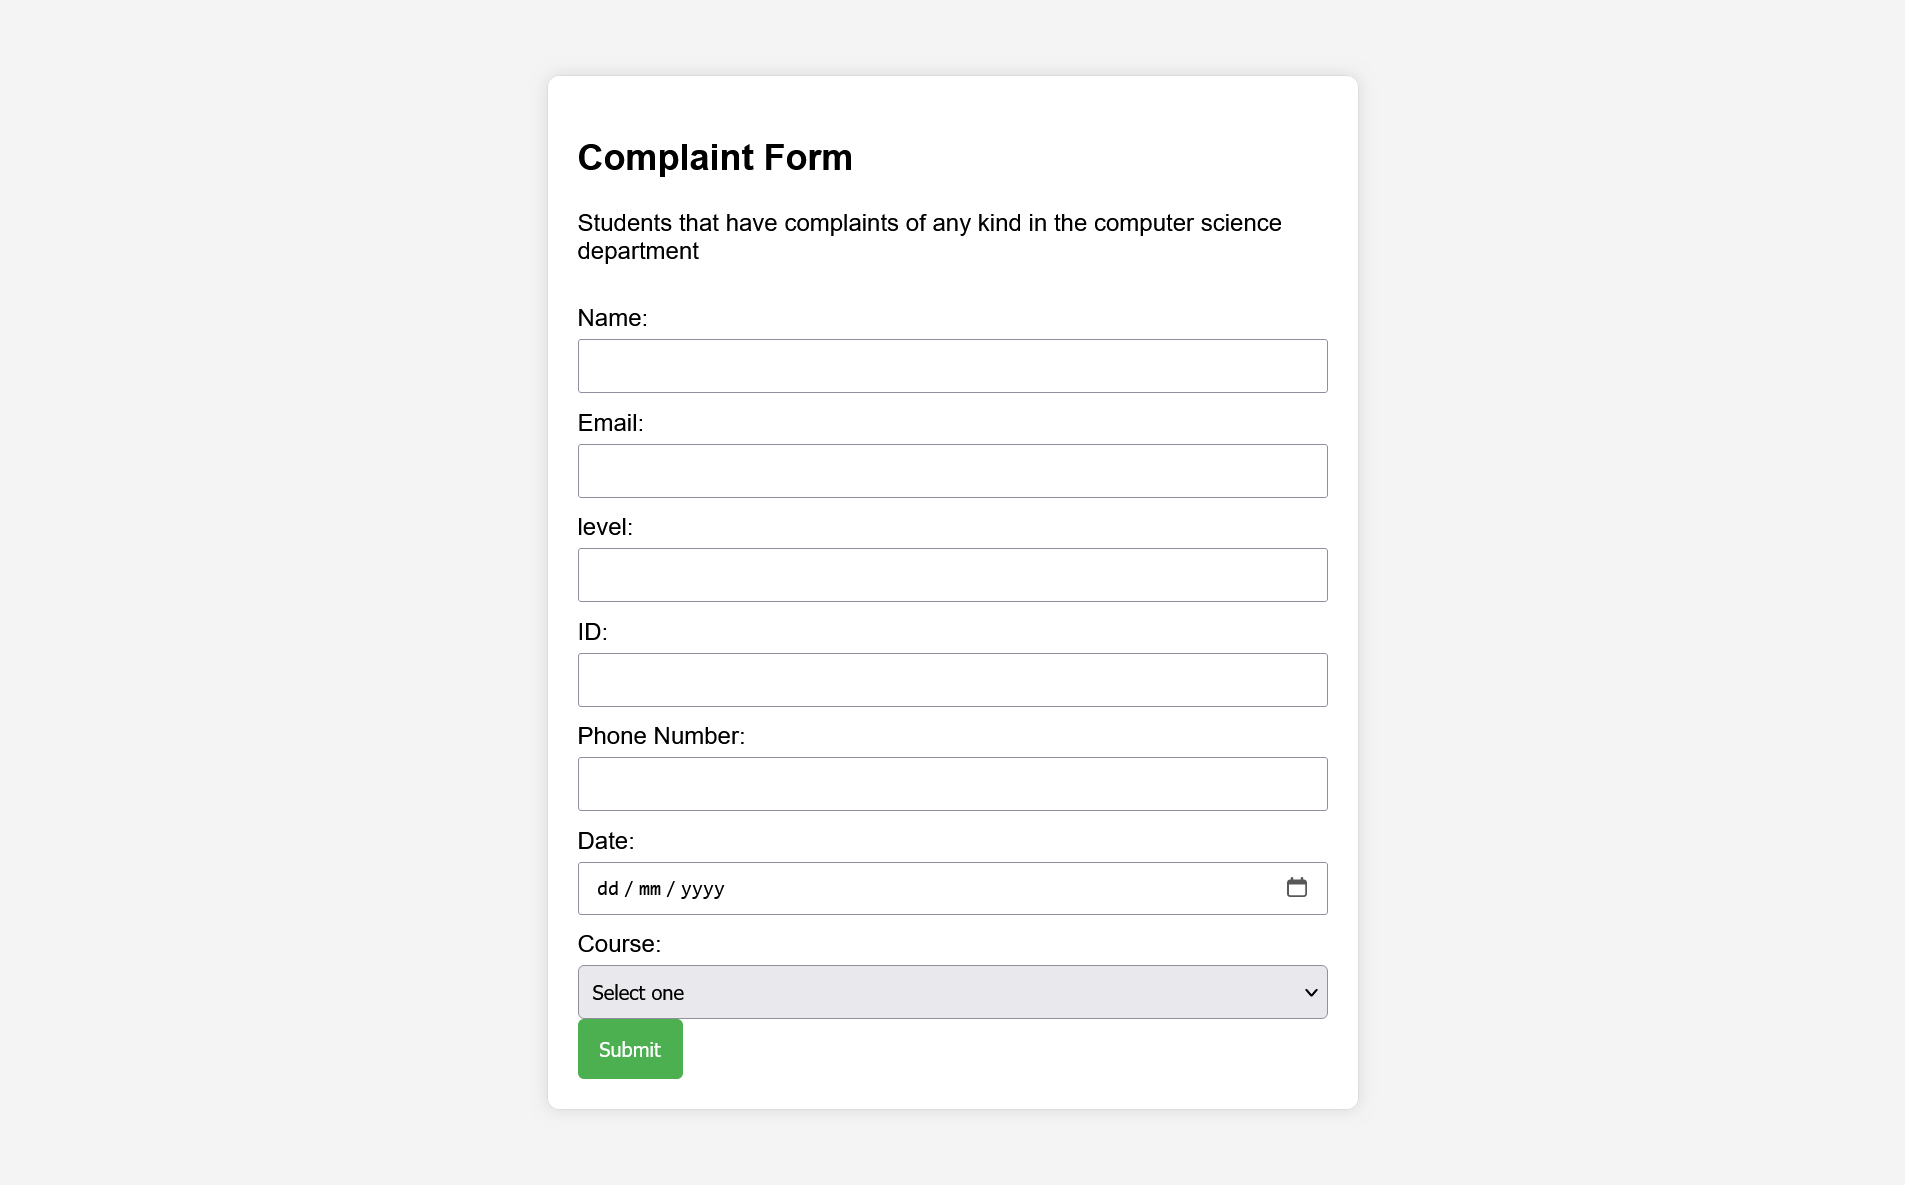 Complaint Form
Students that have complaints of any kind in the computer science
department
Name:
Email:
level:
ID:
Phone Number:
Date:
dd / mm / yyyy
Course:
Select one
Submit